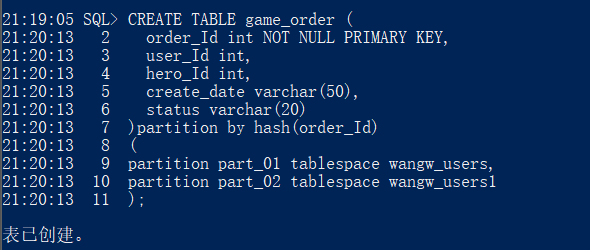 21:19:05 SQL> CREATE TABLE game_order (
21:20:13   2    order_Id int NOT NULL PRIMARY KEY,
21:20:13   3    user_Id int,
21:20:13   4    hero_Id int,
21:20:13   5    create_date varchar(50),
21:20:13   6    status varchar(20)
21:20:13   7  )partition by hash(order_Id)
21:20:13   8  (
21:20:13   9  partition part_01 tablespace wangw_users,
21:20:13  10  partition part_02 tablespace wangw_users1
21:20:13  11  );
表已创建。